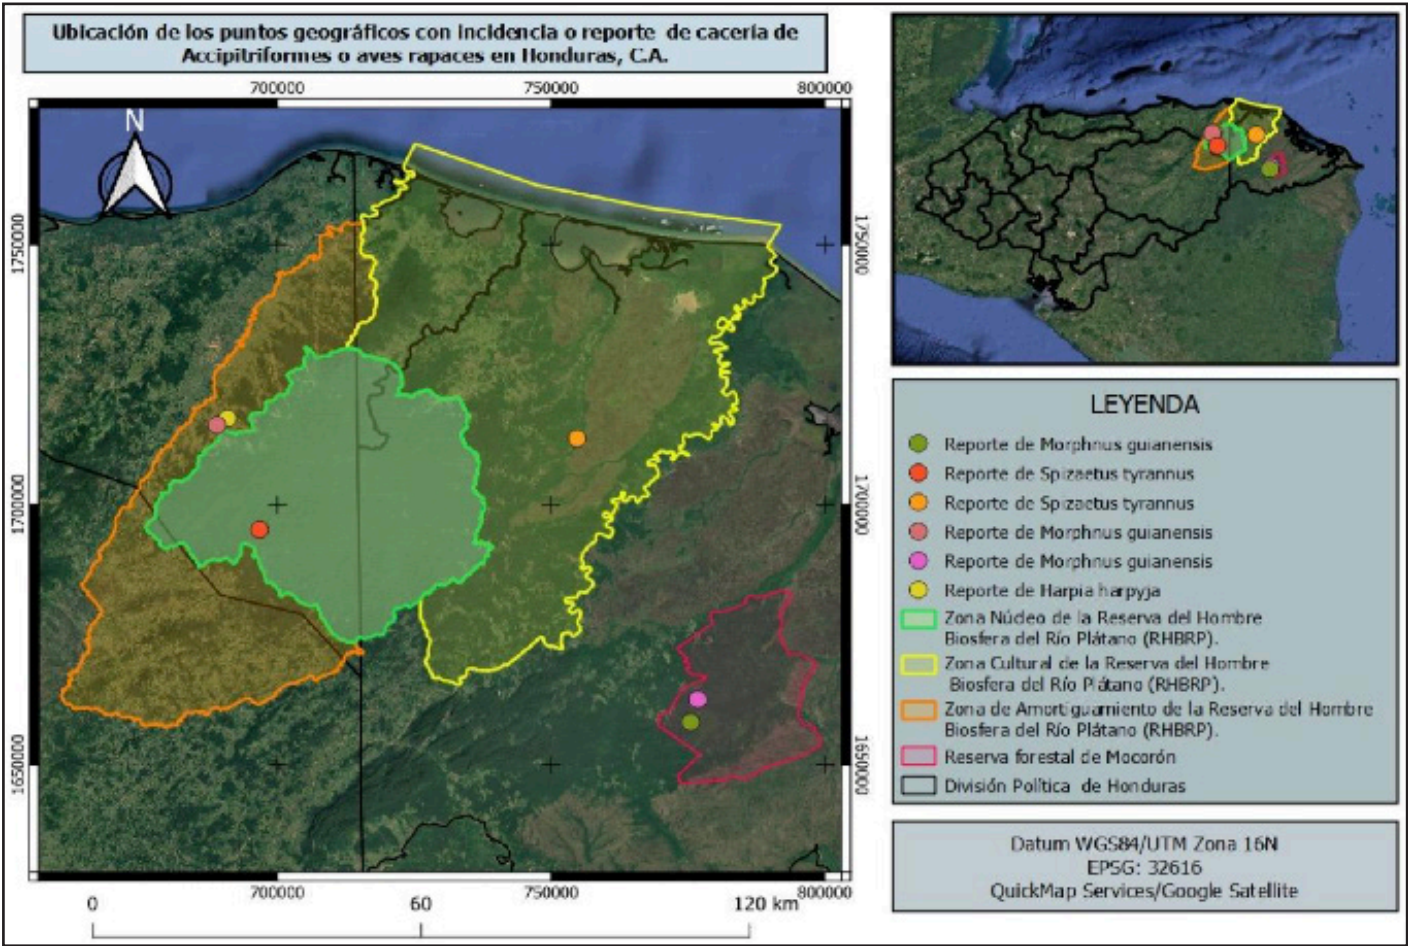 Ubicación de los puntos geográficos con incidencia o reporte de cacería de
Accipitriformes o aves rapaces en Honduras, C.A.
700000
750000
800000
N
1750000
1700000
1650000
1750000
1700000
1650000
700000
750000
800000
0
60
120 km
LEYENDA
Reporte de Morphnus guianensis
Reporte de Spizaetus tyrannus
Reporte de Spizaetus tyrannus
Reporte de Morphnus guianensis
Reporte de Morphnus guianensis
Reporte de Harpia harpyja
Zona Núcleo de la Reserva del Hombre
Biosfera del Río Plátano (RHBRP).
Zona Cultural de la Reserva del Hombre
Biosfera del Río Plátano (RHBRP).
Zona de Amortiguamiento de la Reserva del Hombre
Biosfera del Río Plátano (RHBRP).
Reserva forestal de Mocorón
División Política de Honduras
Datum WGS84/UTM Zona 16N
EPSG: 32616
QuickMap Services/Google Satellite